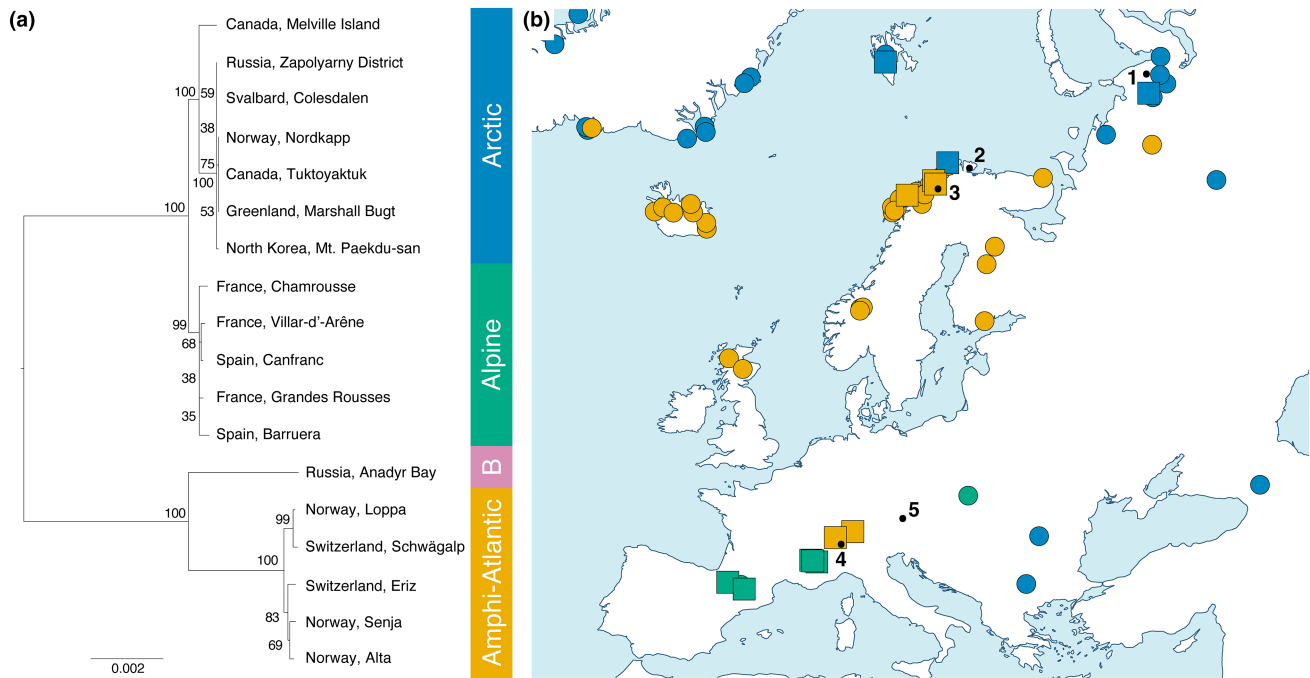 (a)
Canada, Melville Island
Russia, Zapolyarny District
Svalbard, Colesdalen
Norway, Nordkapp
Canada, Tuktoyaktuk
Greenland, Marshall Bugt
North Korea, Mt. Paekdu-san
France, Chamrousse
France, Villar-d'-Arêne
Spain, Canfranc
France, Grandes Rousses
Spain, Barruera
Russia, Anadyr Bay
Norway, Loppa
Switzerland, Schwägalp
Switzerland, Eriz
Norway, Senja
Norway, Alta
100
59
38
75
100
53
100
99
68
38
35
100
99
100
83
69
0.002
Arctic
Alpine
B
Amphi-Atlantic
(b)
1
2
3
4
5